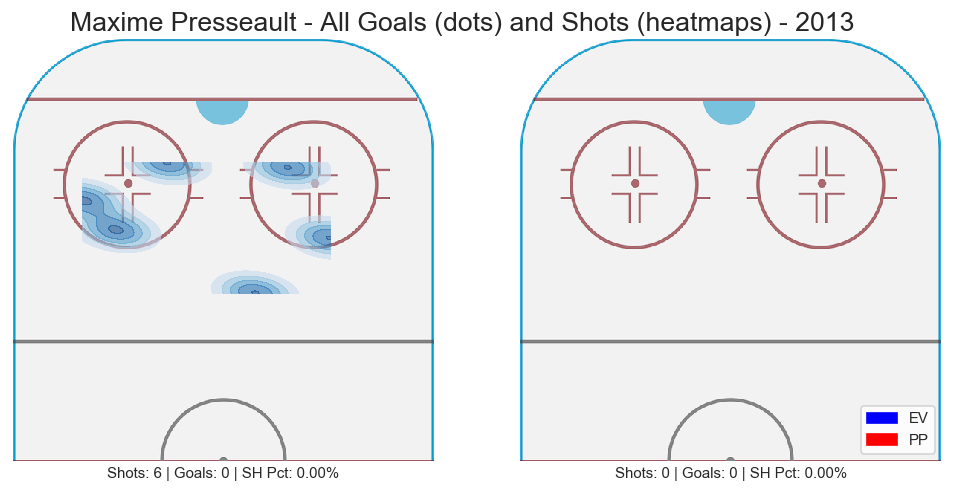 Maxime Presseault - All Goals (dots) and Shots (heatmaps) - 2013
EV
PP
Shots: 6 | Goals: 0 | SH Pct: 0.00%
Shots: 0 | Goals: 0 | SH Pct: 0.00%